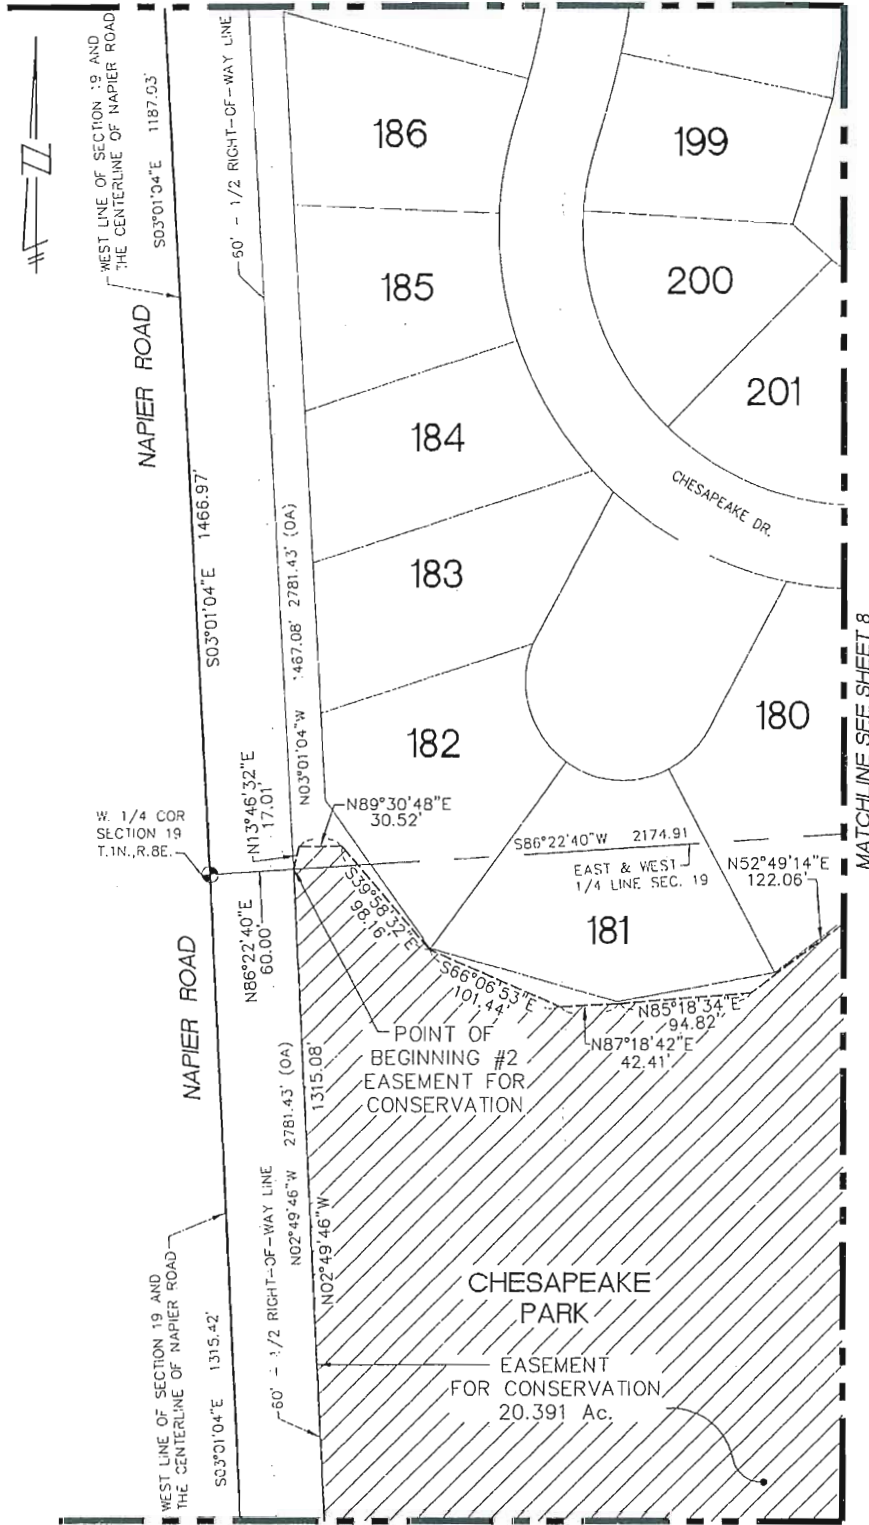 WEST LINE OF SECTION 19 AND
THE CENTERLINE OF NAPIER ROAD
S03°01'04"E 1187.03'
60' - 1/2 RIGHT-OF-WAY LINE
N
186
199
185
200
201
184
NAPIER ROAD
CHESAPEAKE DR.
S03°01'04"E 1466.97'
183
N03°01'04"W 1467.08' 2781.43' (OA)
182
180
MATCHLINE SEE SHEET 8
W. 1/4 COR
SECTION 19
T.1N.,R.8E.
N13°46'32"E
17.01'
N89°30'48"E
30.52'
S86°22'40"W 2174.91
EAST & WEST
1/4 LINE SEC. 19
N52°49'14"E
122.06'
S39°58'32"E
98.16'
181
N86°22'40"E
60.00'
S66°06'53"E
101.44'
N85°18'34"E
94.82'
N87°18'42"E
42.41'
NAPIER ROAD
POINT OF
BEGINNING #2
EASEMENT FOR
CONSERVATION
N02°49'46"W 2781.43' (OA)
1315.08'
N02°49'46"W
60' - 1/2 RIGHT-OF-WAY LINE
WEST LINE OF SECTION 19 AND
THE CENTERLINE OF NAPIER ROAD
S03°01'04"E 1315.42'
CHESAPEAKE
PARK
EASEMENT
FOR CONSERVATION
20.391 Ac.